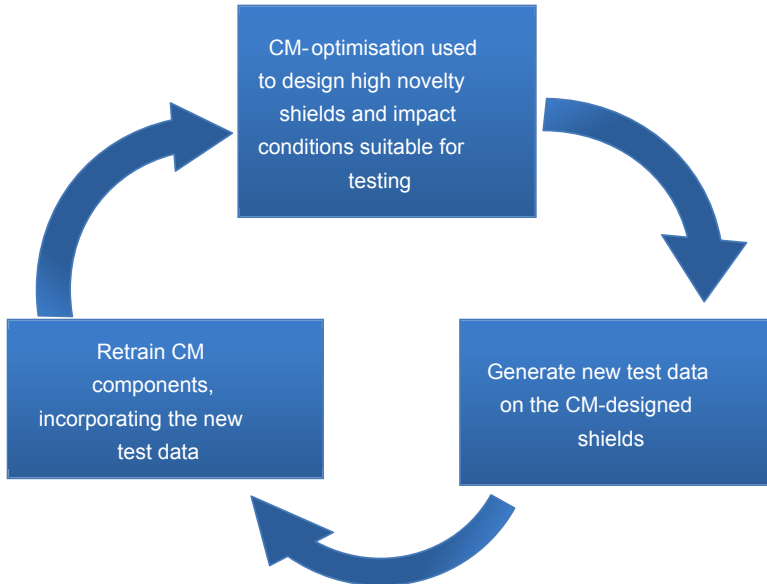 CM-optimisation used
to design high novelty
shields and impact
conditions suitable for
testing
Generate new test data
on the CM-designed
shields
Retrain CM
components,
incorporating the new
test data